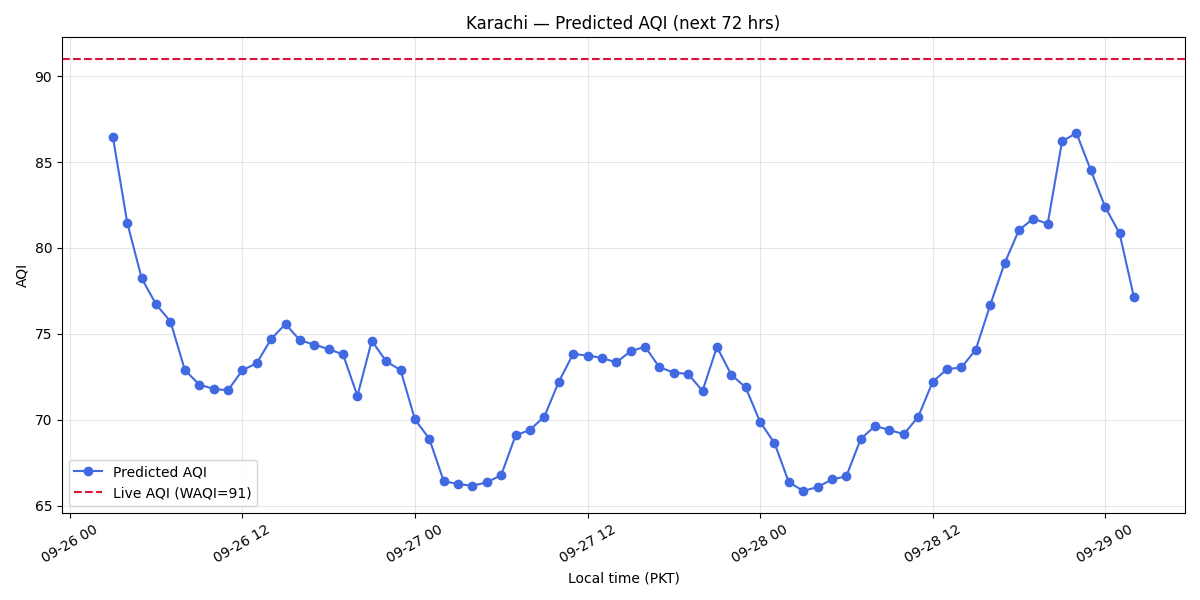 Karachi — Predicted AQI (next 72 hrs)
AQI
90
85
80
75
70
65
Predicted AQI
Live AQI (WAQI=91)
09-26 00
09-26 12
09-27 00
09-27 12
09-28 00
09-28 12
09-29 00
Local time (PKT)